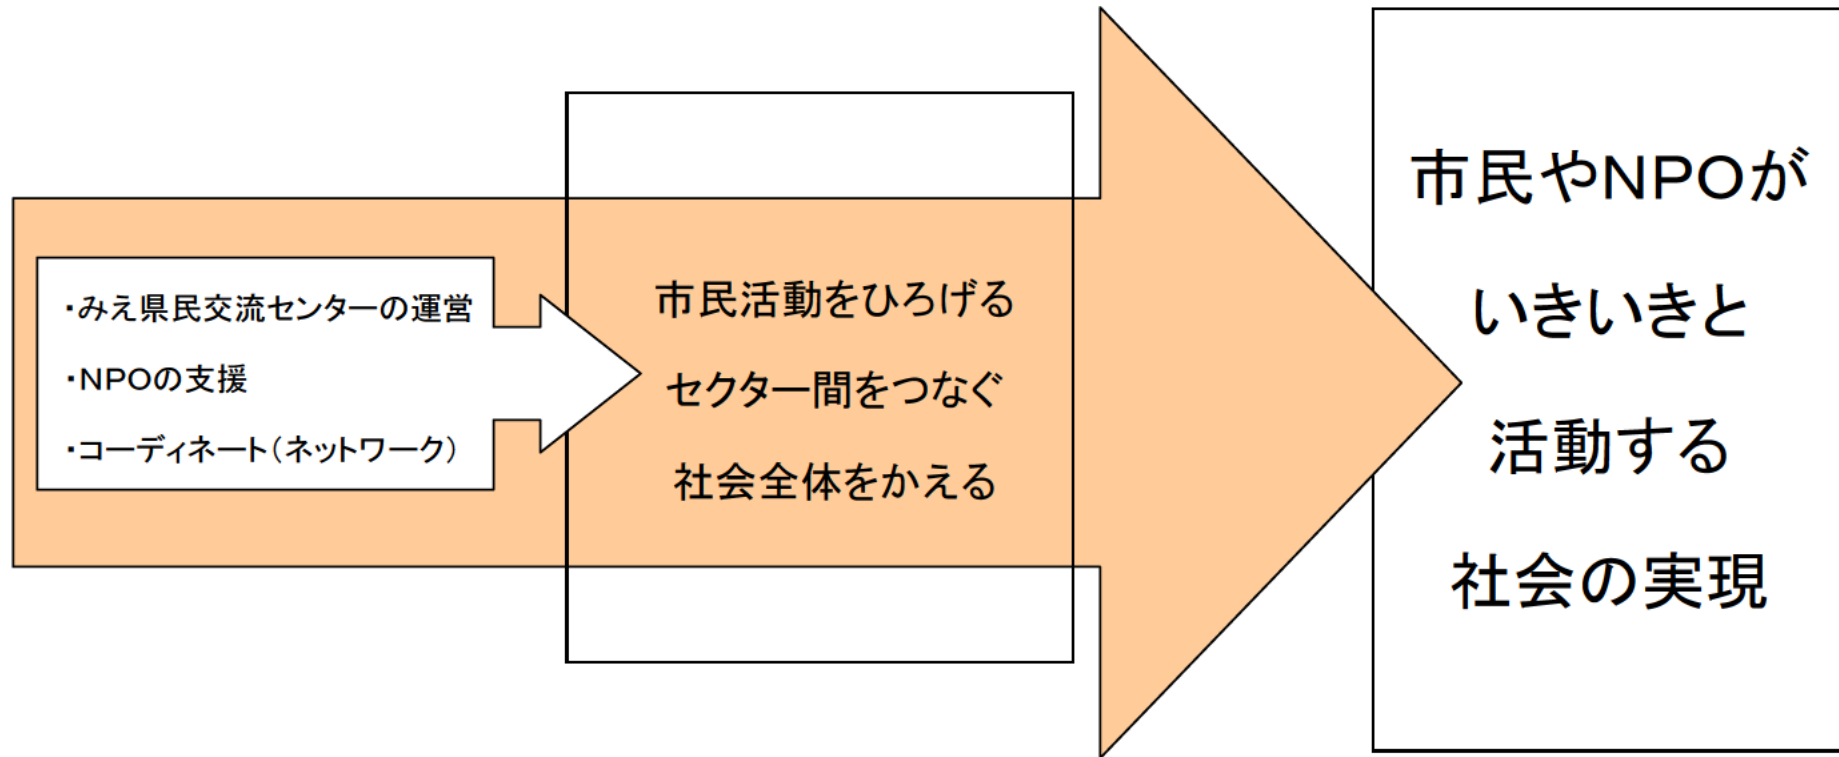 ・みえ県民交流センターの運営
・NPOの支援
・コーディネート（ネットワーク）
市民活動をひろげる
セクター間をつなぐ
社会全体をかえる
市民やNPOが
いきいきと
活動する
社会の実現